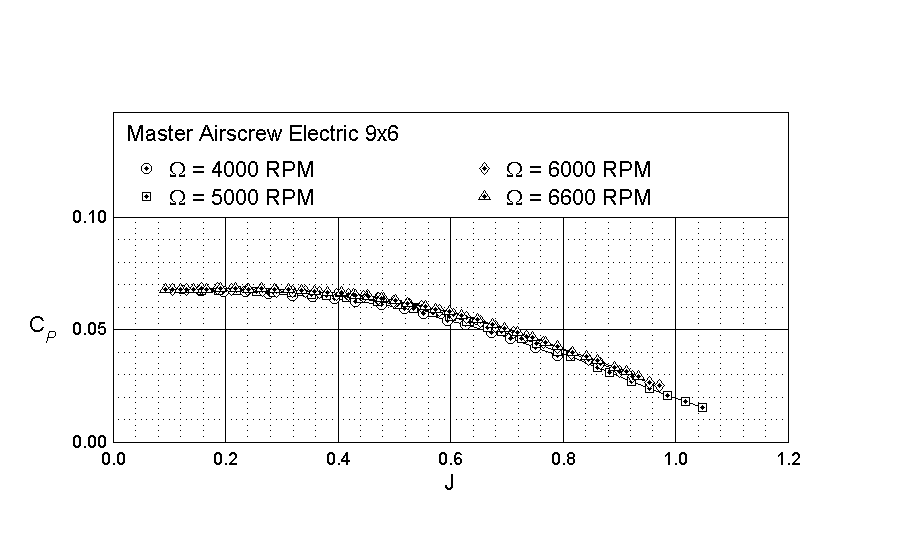 Master Airscrew Electric 9x6
Ω = 4000 RPM
Ω = 6000 RPM
Ω = 5000 RPM
Ω = 6600 RPM
0.10
C_P
0.05
0.00
0.0 0.2 0.4 0.6 0.8 1.0 1.2
J